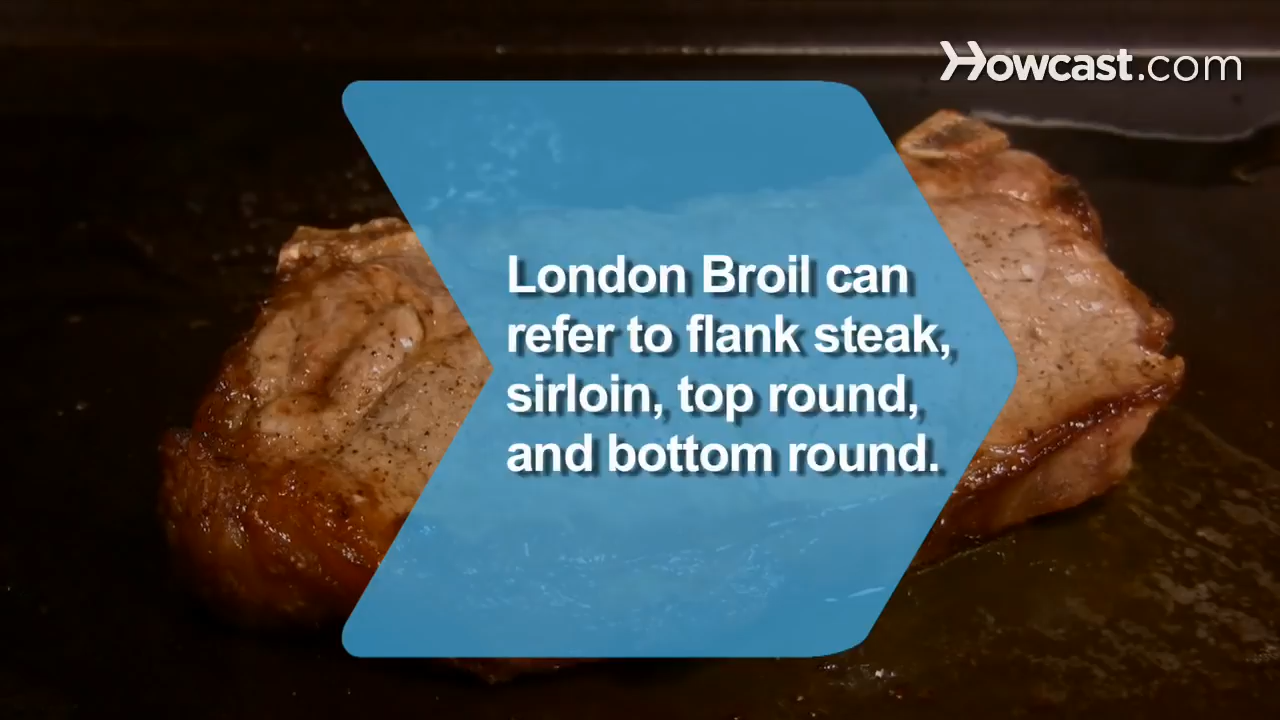 Howcast.com
London Broil can
refer to flank steak,
sirloin, top round,
and bottom round.